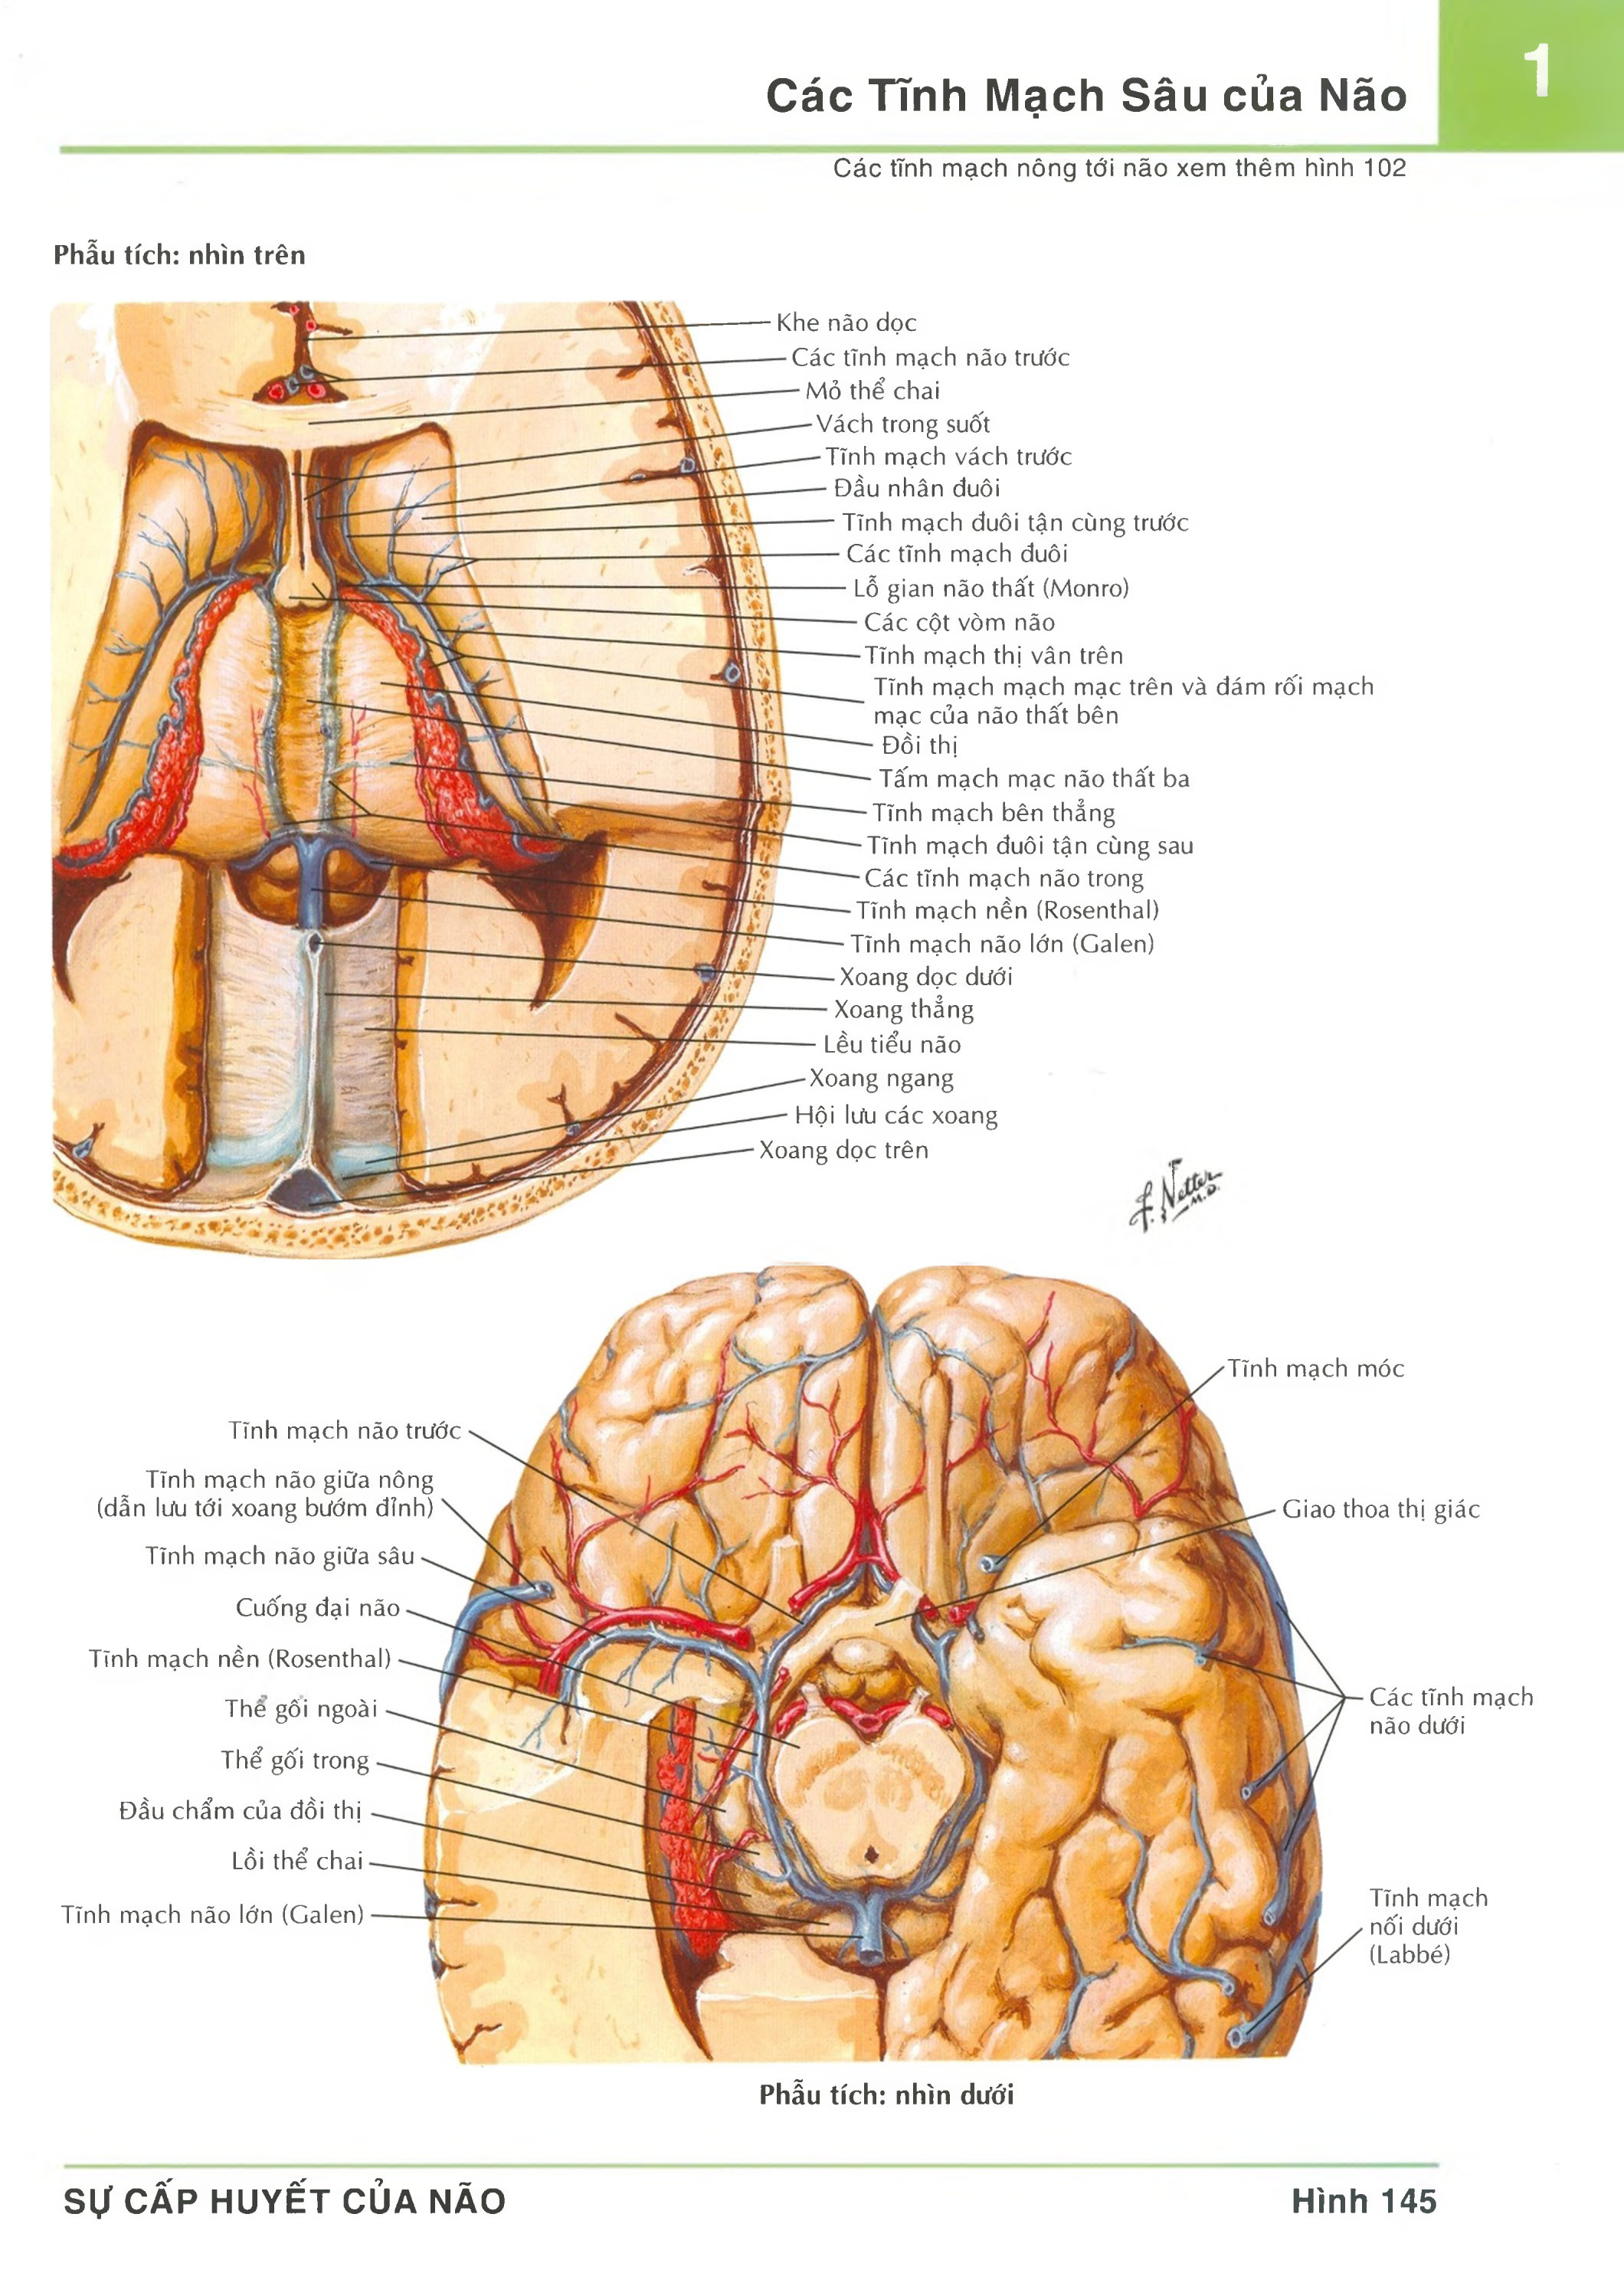 1
Các Tĩnh Mạch Sâu của Não
Các tĩnh mạch nông tới não xem thêm hình 102
Phẫu tích: nhìn trên
Khe não dọc
Các tĩnh mạch não trước
Mỏ thể chai
Vách trong suốt
Tĩnh mạch vách trước
Đầu nhân đuôi
Tĩnh mạch đuôi tận cùng trước
Các tĩnh mạch đuôi
Lỗ gian não thất (Monro)
Các cột vòm não
Tĩnh mạch thị vân trên
Tĩnh mạch mạch mạc trên và đám rối mạch
mạc của não thất bên
Đồi thị
Tấm mạch mạc não thất ba
Tĩnh mạch bên thẳng
Tĩnh mạch đuôi tận cùng sau
Các tĩnh mạch não trong
Tĩnh mạch nền (Rosenthal)
Tĩnh mạch não lớn (Galen)
Xoang dọc dưới
Xoang thẳng
Lều tiểu não
Xoang ngang
Hội lưu các xoang
Xoang dọc trên
F. Netter
M.D.
Tĩnh mạch móc
Tĩnh mạch não trước
Tĩnh mạch não giữa nông
(dẫn lưu tới xoang bướm đỉnh)
Giao thoa thị giác
Tĩnh mạch não giữa sâu
Cuống đại não
Tĩnh mạch nền (Rosenthal)
Thể gối ngoài
Các tĩnh mạch
não dưới
Thể gối trong
Đầu chẩm của đồi thị
Lồi thể chai
Tĩnh mạch não lớn (Galen)
Tĩnh mạch
nối dưới
(Labbé)
Phẫu tích: nhìn dưới
SỰ CẤP HUYẾT CỦA NÃO
Hình 145